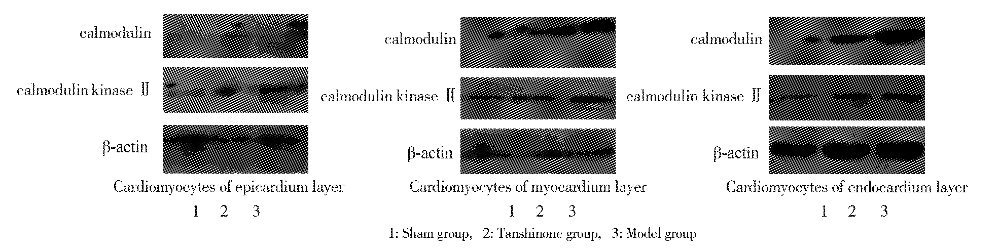 calmodulin
calmodulin kinase Ⅱ
β-actin
Cardiomyocytes of epicardium layer
1 2 3
calmodulin
calmodulin kinase Ⅱ
β-actin
Cardiomyocytes of myocardium layer
1 2 3
calmodulin
calmodulin kinase Ⅱ
β-actin
Cardiomyocytes of endocardium layer
1 2 3
1: Sham group, 2: Tanshinone group, 3: Model group